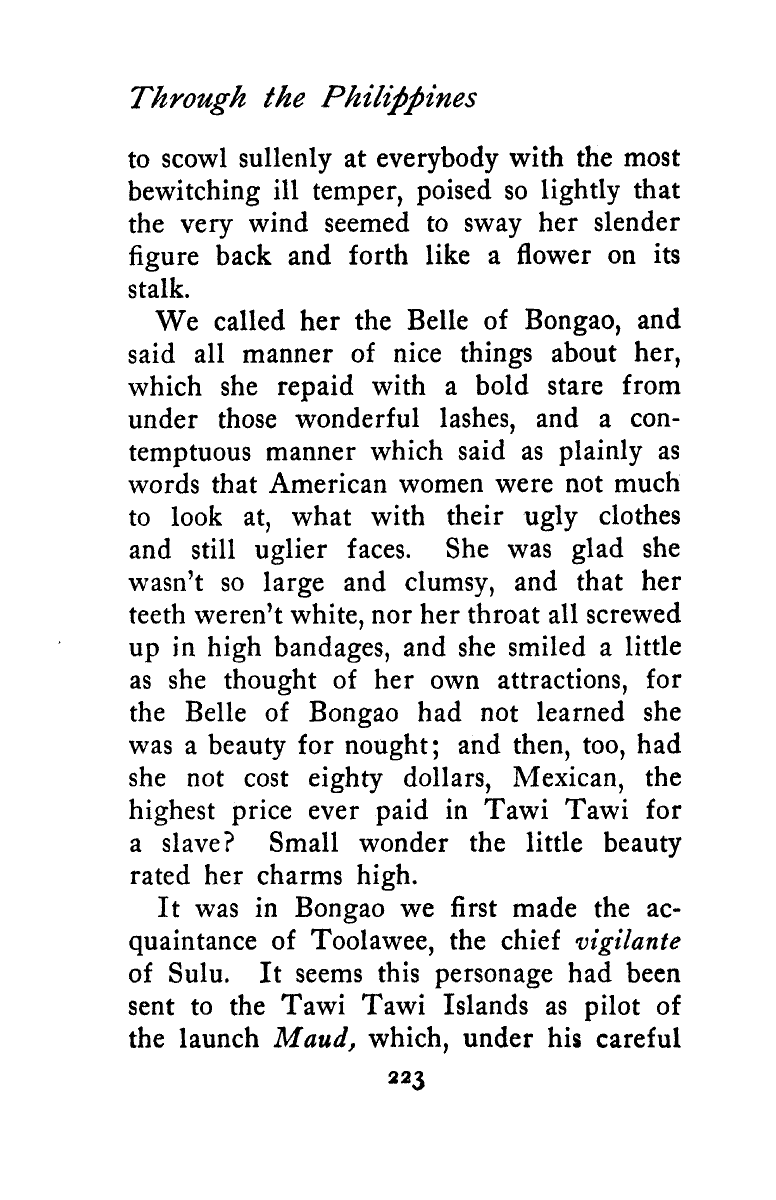 Through the Philippines
to scowl sullenly at everybody with the most
bewitching ill temper, poised so lightly that
the very wind seemed to sway her slender
figure back and forth like a flower on its
stalk.
We called her the Belle of Bongao, and
said all manner of nice things about her,
which she repaid with a bold stare from
under those wonderful lashes, and a con-
temptuous manner which said as plainly as
words that American women were not much
to look at, what with their ugly clothes
and still uglier faces. She was glad she
wasn't so large and clumsy, and that her
teeth weren't white, nor her throat all screwed
up in high bandages, and she smiled a little
as she thought of her own attractions, for
the Belle of Bongao had not learned she
was a beauty for nought; and then, too, had
she not cost eighty dollars, Mexican, the
highest price ever paid in Tawi Tawi for
a slave? Small wonder the little beauty
rated her charms high.
It was in Bongao we first made the ac-
quaintance of Toolawee, the chief vigilante
of Sulu. It seems this personage had been
sent to the Tawi Tawi Islands as pilot of
the launch Maud, which, under his careful
223